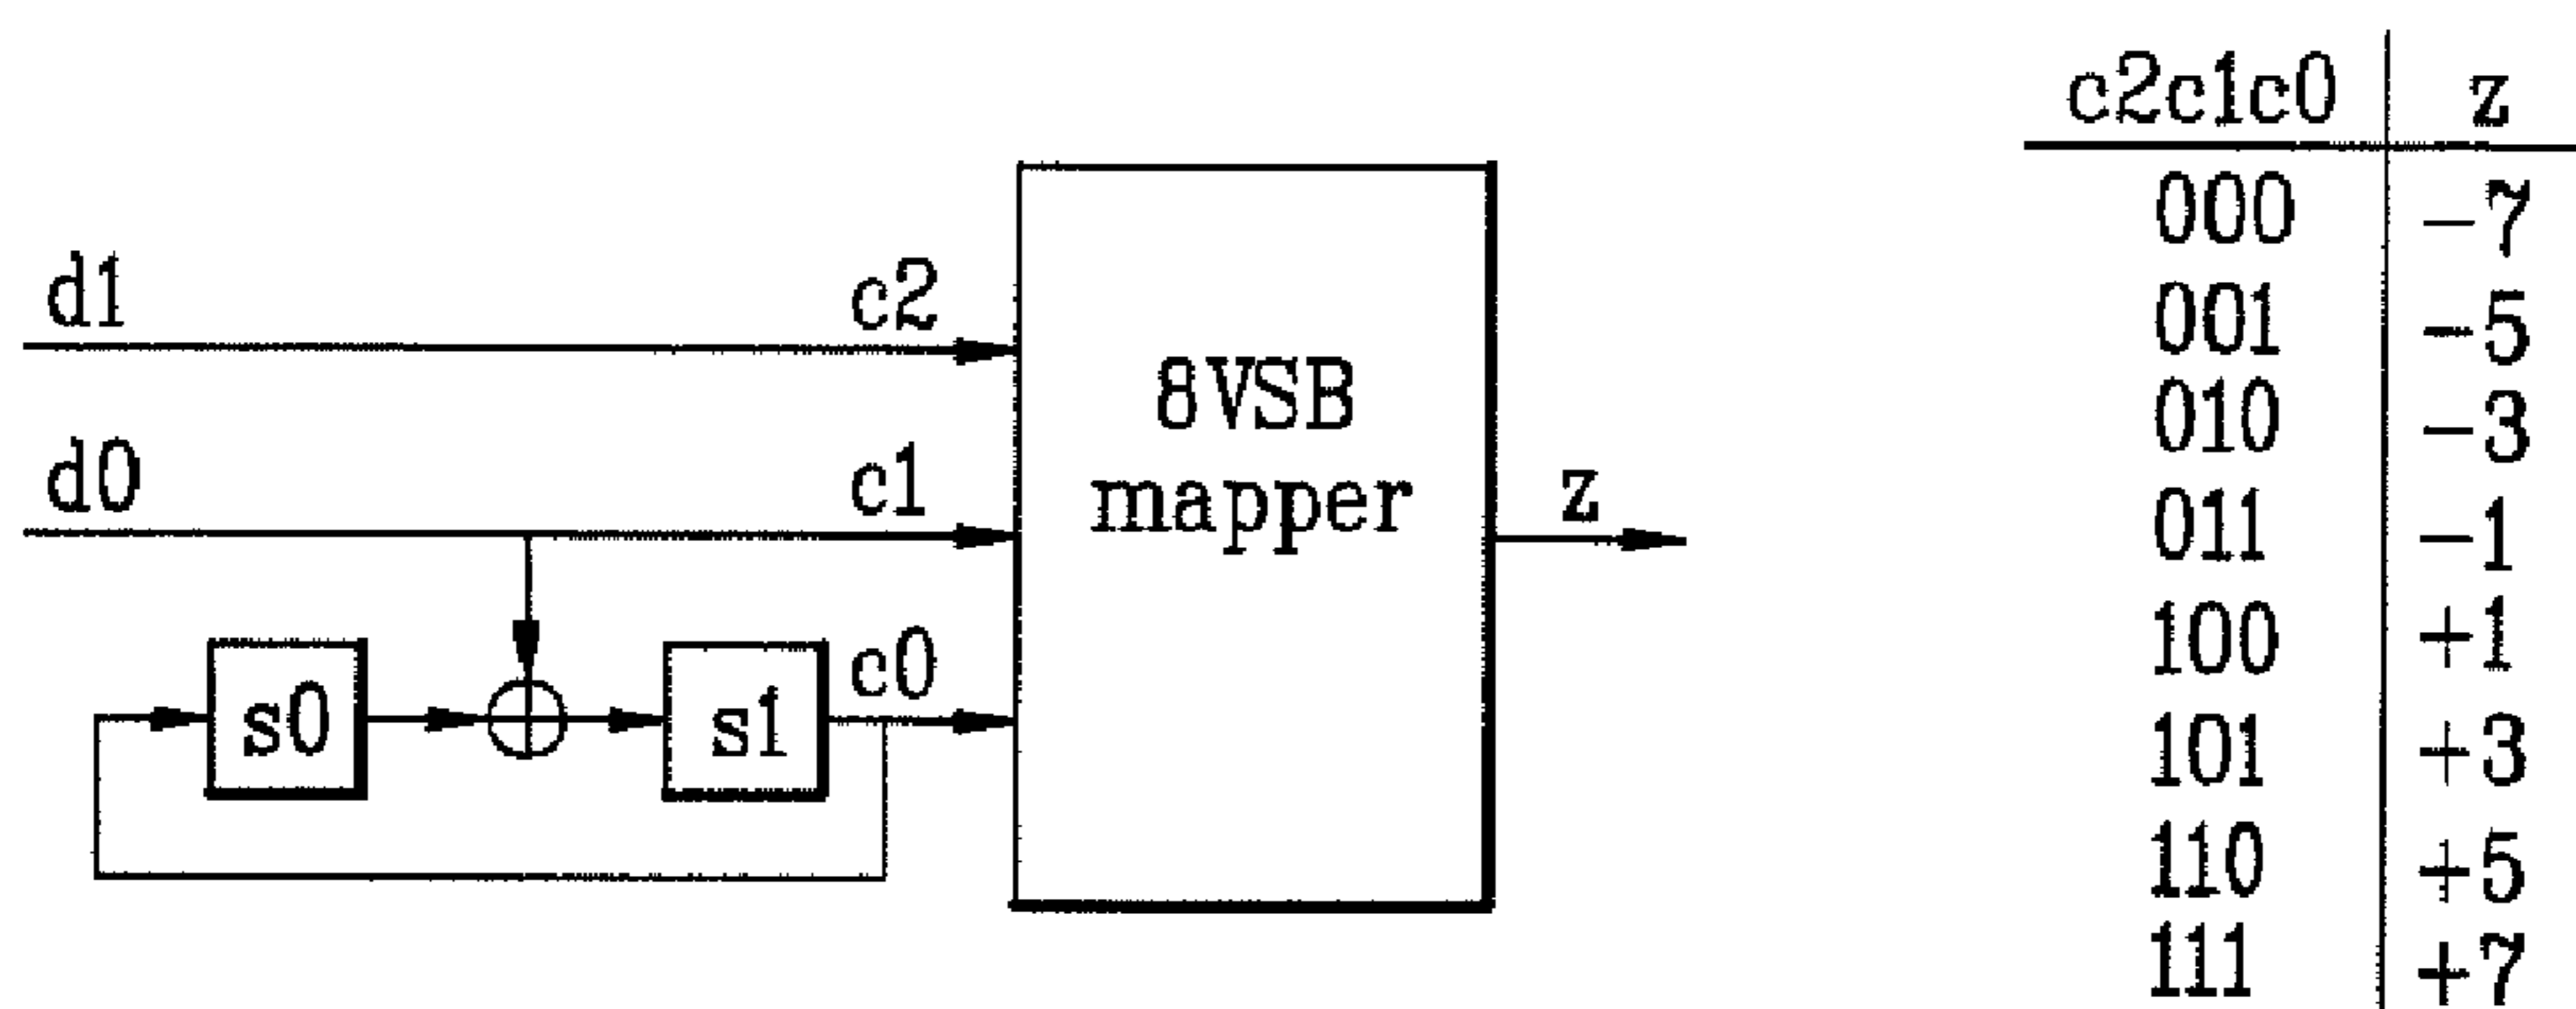 d1
c2
d0
c1
s0
s1
c0
8VSB
mapper
z
c2c1c0 z
000 -7
001 -5
010 -3
011 -1
100 +1
101 +3
110 +5
111 +7